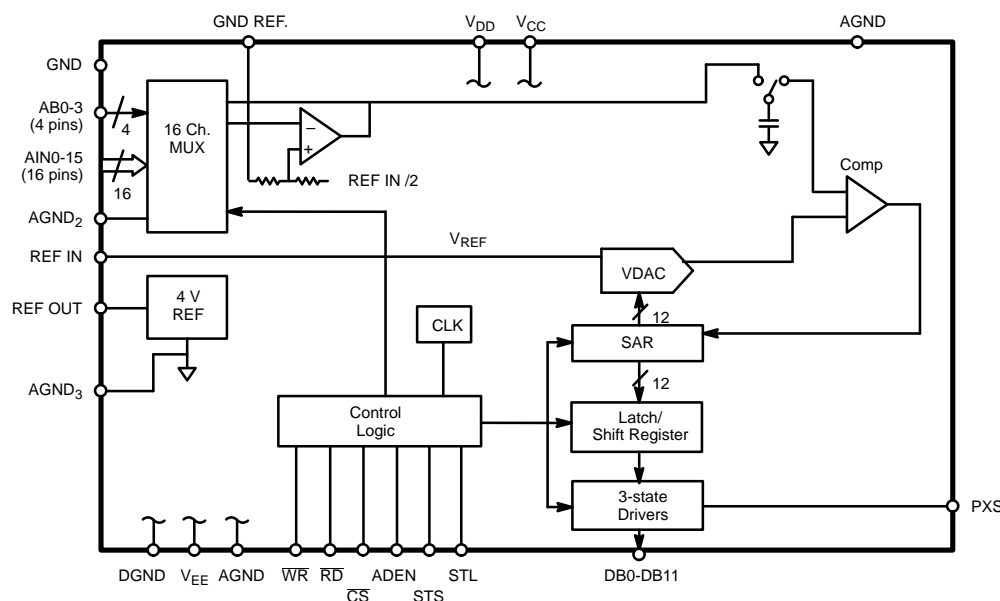 GND REF.
VDD
VCC
AGND
GND
AB0-3
(4 pins)
4
16 Ch.
MUX
–
+
AIN0-15
(16 pins)
16
REF IN /2
Comp
AGND2
REF IN
VREF
VDAC
REF OUT
4 V
REF
CLK
12
SAR
12
AGND3
Control
Logic
Latch/
Shift Register
3-state
Drivers
PXS
DGND
VEE
AGND
WR
RD
CS
ADEN
STS
STL
DB0-DB11